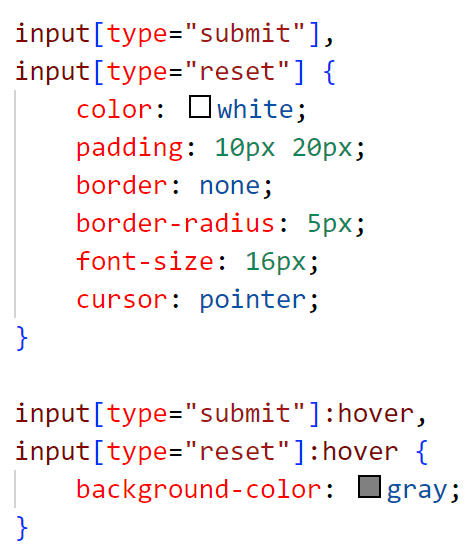 input[type="submit"],
input[type="reset"] {
    color: white;
    padding: 10px 20px;
    border: none;
    border-radius: 5px;
    font-size: 16px;
    cursor: pointer;
}

input[type="submit"]:hover,
input[type="reset"]:hover {
    background-color: gray;
}